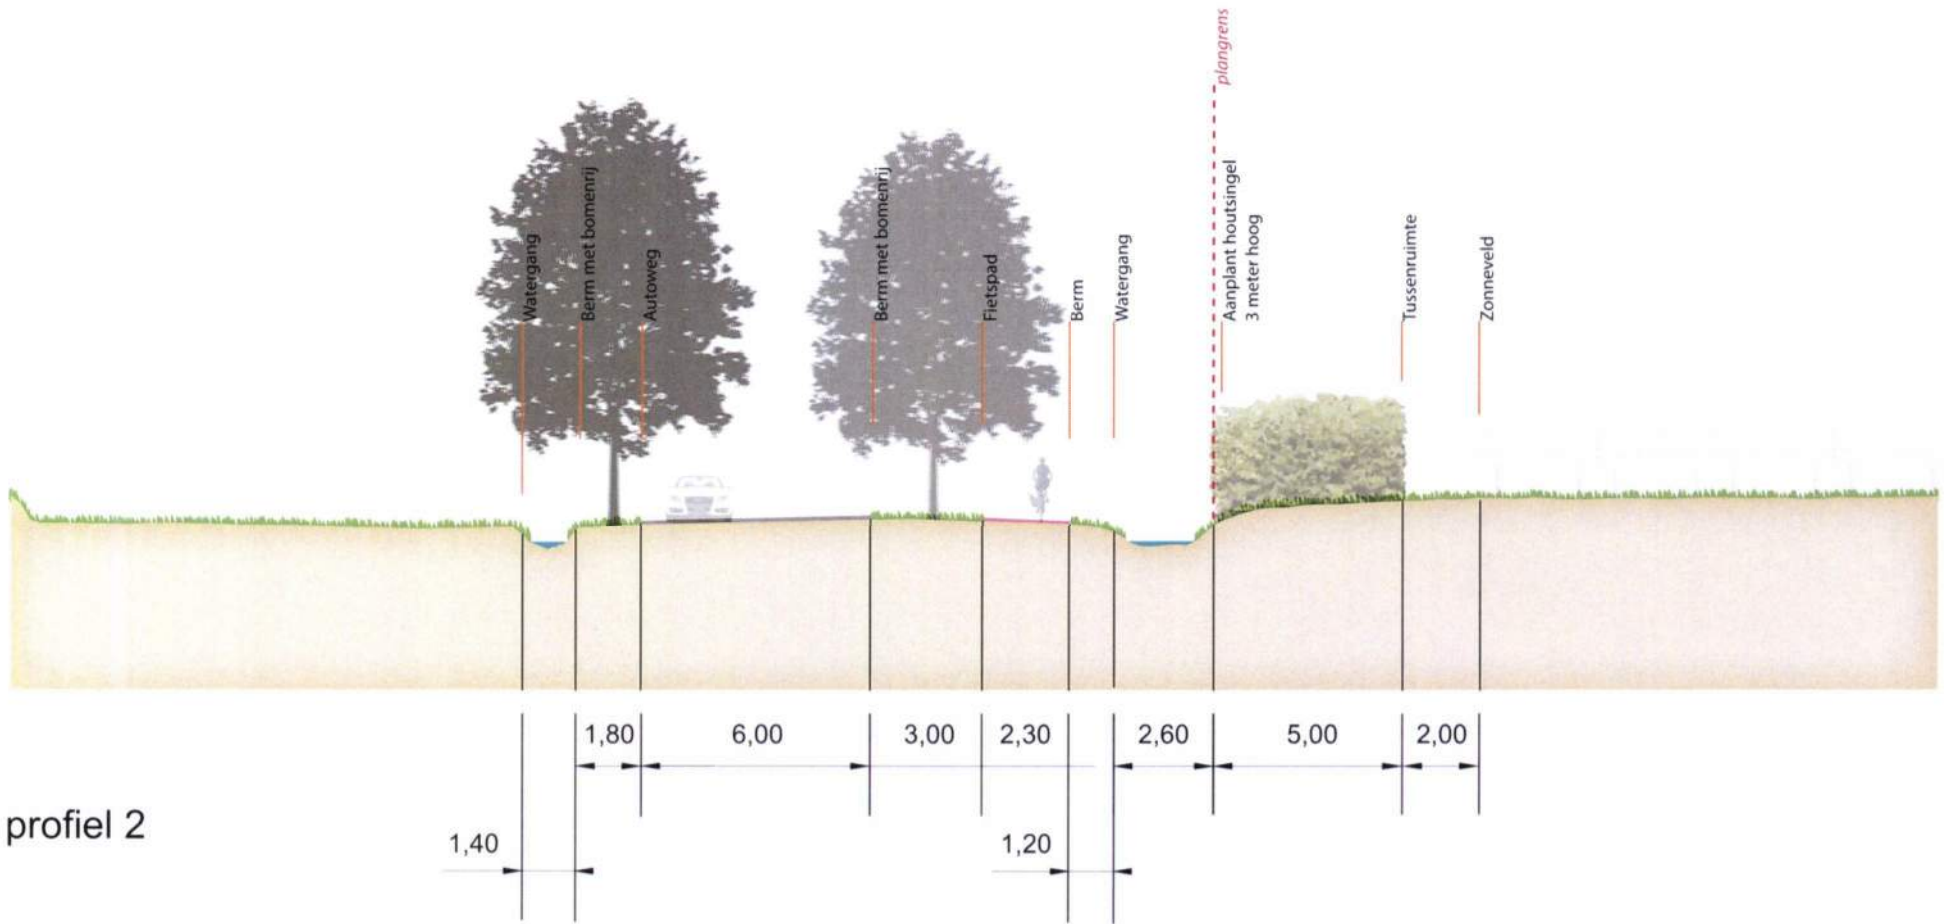 plangrens
Watergang
Berm met bomenrij
Autoweg
Berm met bomenrij
Fietspad
Berm
Watergang
Aanplant houtsingel
3 meter hoog
Tussenruimte
Zonneveld
1,80
6,00
3,00
2,30
2,60
5,00
2,00
profiel 2
1,40
1,20